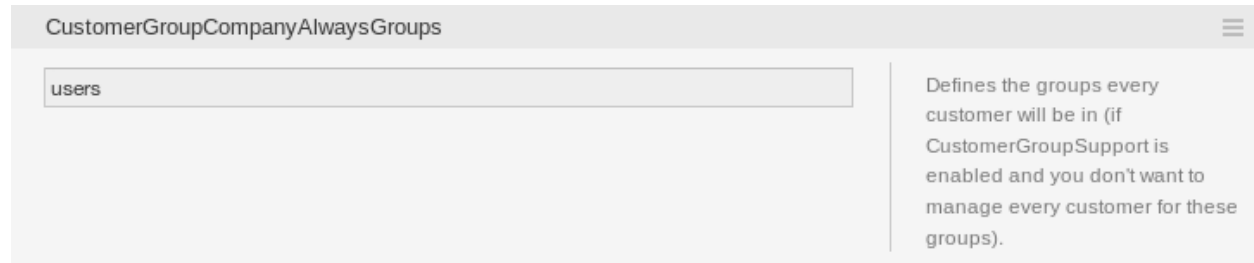 CustomerGroupCompanyAlwaysGroups
users
Defines the groups every
customer will be in (if
CustomerGroupSupport is
enabled and you don't want to
manage every customer for these
groups).